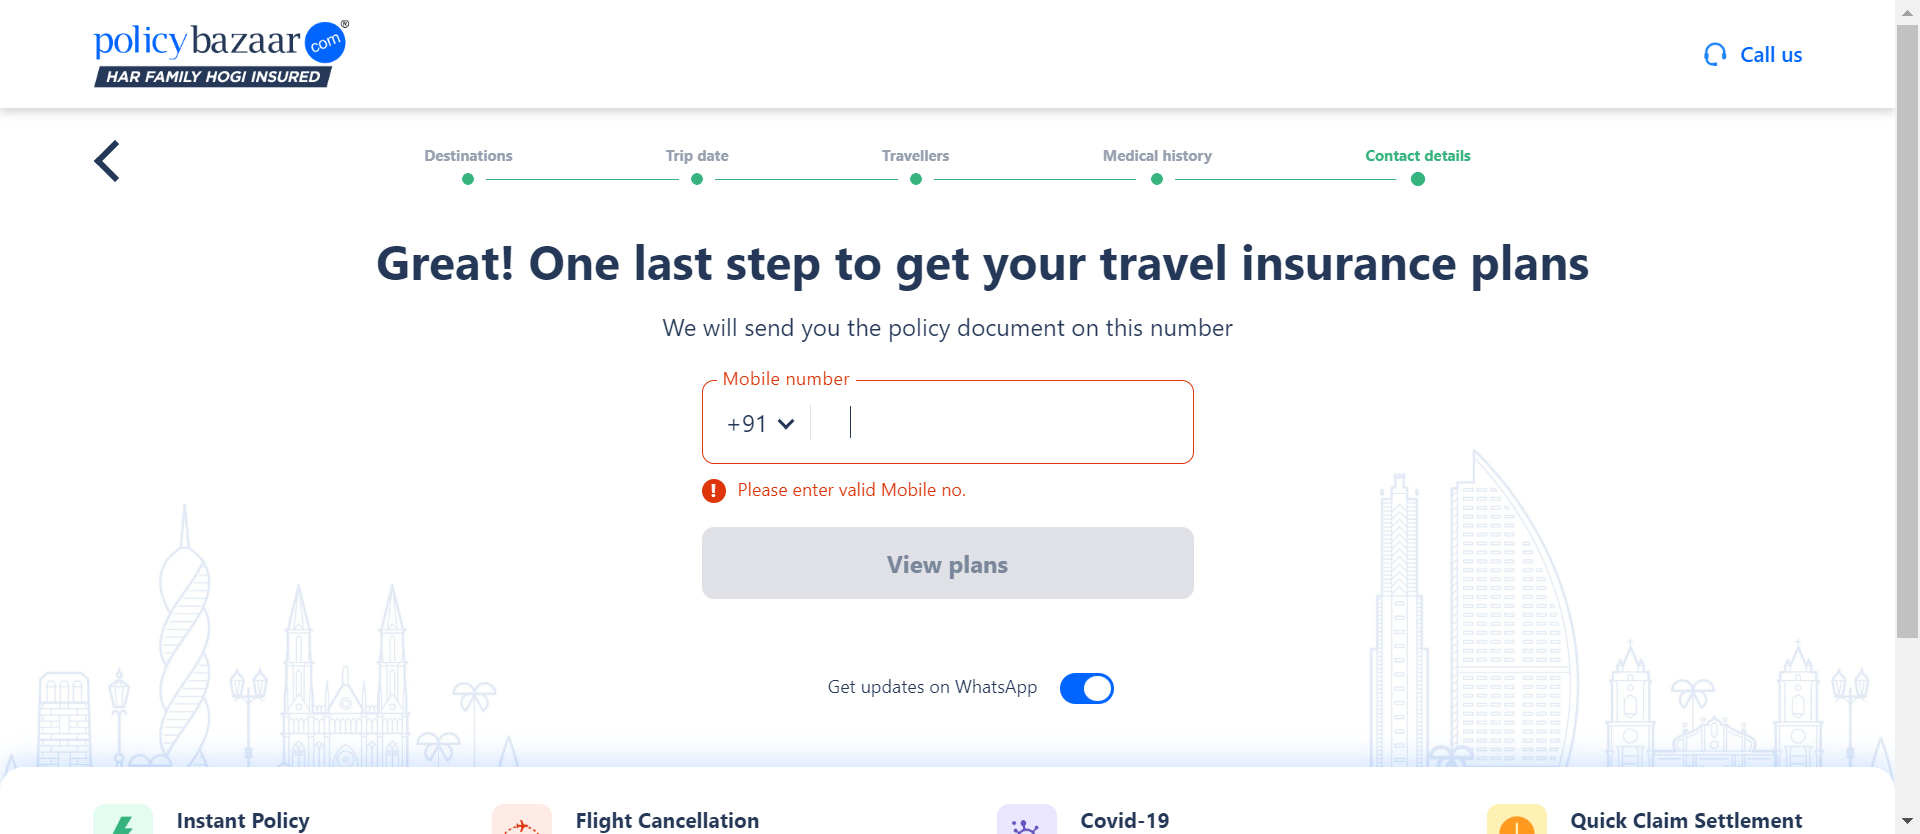 policybazaar com ®
HAR FAMILY HOGI INSURED
Call us
Destinations
Trip date
Travellers
Medical history
Contact details
Great! One last step to get your travel insurance plans
We will send you the policy document on this number
Mobile number
+91
Please enter valid Mobile no.
View plans
Get updates on WhatsApp
Instant Policy
Flight Cancellation
Covid-19
Quick Claim Settlement